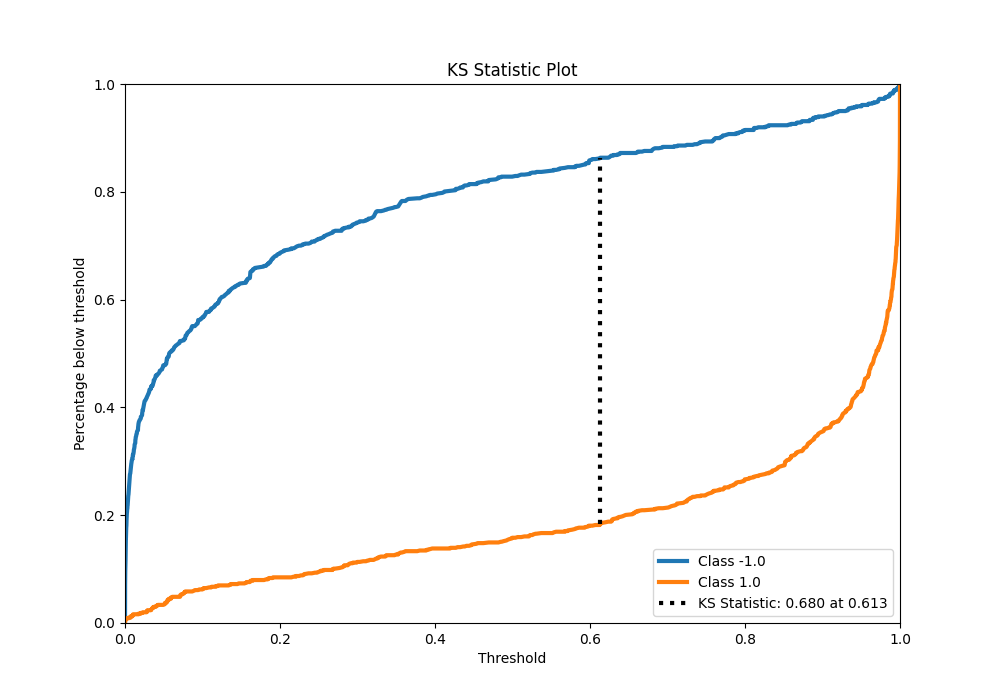 KS Statistic Plot
1.0
0.8
0.6
0.4
0.2
0.0
Percentage below threshold
0.0 0.2 0.4 0.6 0.8 1.0
Threshold
Class -1.0
Class 1.0
KS Statistic: 0.680 at 0.613